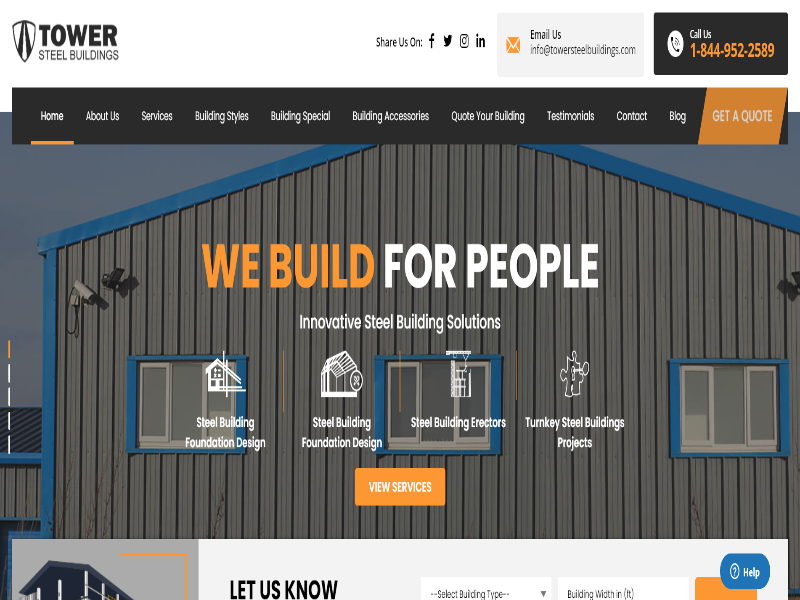 TOWER
STEEL BUILDINGS
Share Us On:
Email Us
info@towersteelbuildings.com
Call Us
1-844-952-2589
Home About Us Services Building Styles Building Special Building Accessories Quote Your Building Testimonials Contact Blog GET A QUOTE
WE BUILD FOR PEOPLE
Innovative Steel Building Solutions
Steel Building
Foundation Design
Steel Building
Foundation Design
Steel Building Erectors
Turnkey Steel Buildings
Projects
VIEW SERVICES
LET US KNOW
--Select Building Type--
Building Width in (ft)
Help